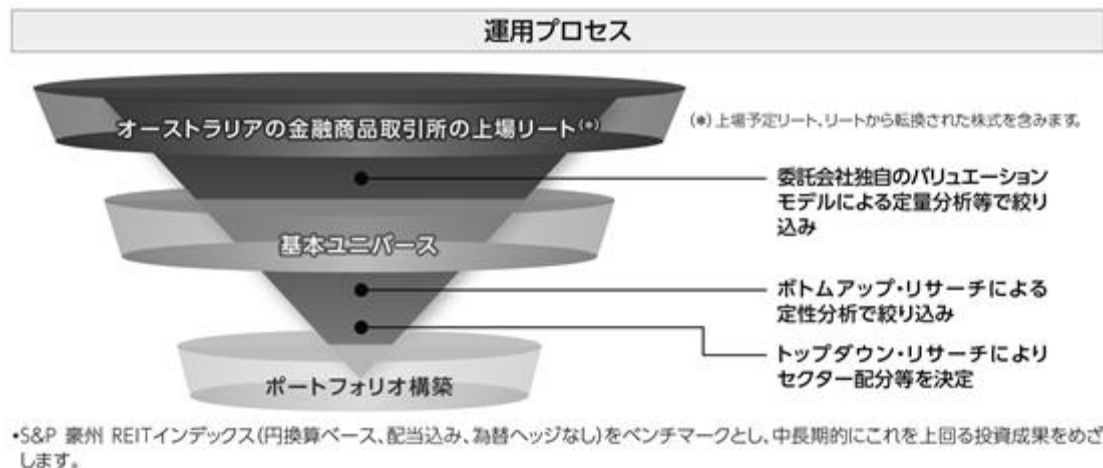 運用プロセス
オーストラリアの金融商品取引所の上場リート(*)
(*)上場予定リート、リートから転換された株式を含みます。
委託会社独自のバリュエーション
モデルによる定量分析等で絞り
込み
基本ユニバース
ボトムアップ・リサーチによる
定性分析で絞り込み
トップダウン・リサーチにより
セクター配分等を決定
ポートフォリオ構築
•S&P 豪州 REITインデックス(円換算ベース、配当込み、為替ヘッジなし)をベンチマークとし、中長期的にこれを上回る投資成果をめざ
します。